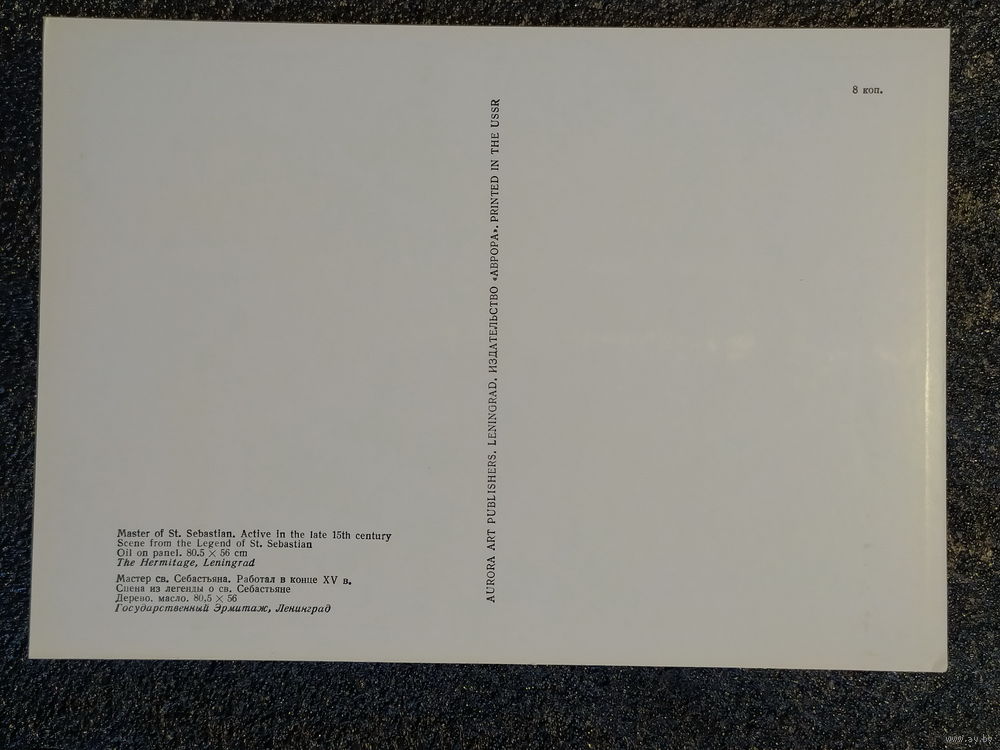 8 коп.
AURORA ART PUBLISHERS, LENINGRAD. ИЗДАТЕЛЬСТВО «АВРОРА». PRINTED IN THE USSR
Master of St. Sebastian. Active in the late 15th century
Scene from the Legend of St. Sebastian
Oil on panel. 80.5 × 56 cm
The Hermitage, Leningrad
Мастер св. Себастьяна. Работал в конце XV в.
Сцена из легенды о св. Себастьяне
Дерево, масло. 80,5 × 56
Государственный Эрмитаж, Ленинград
www.ay.by